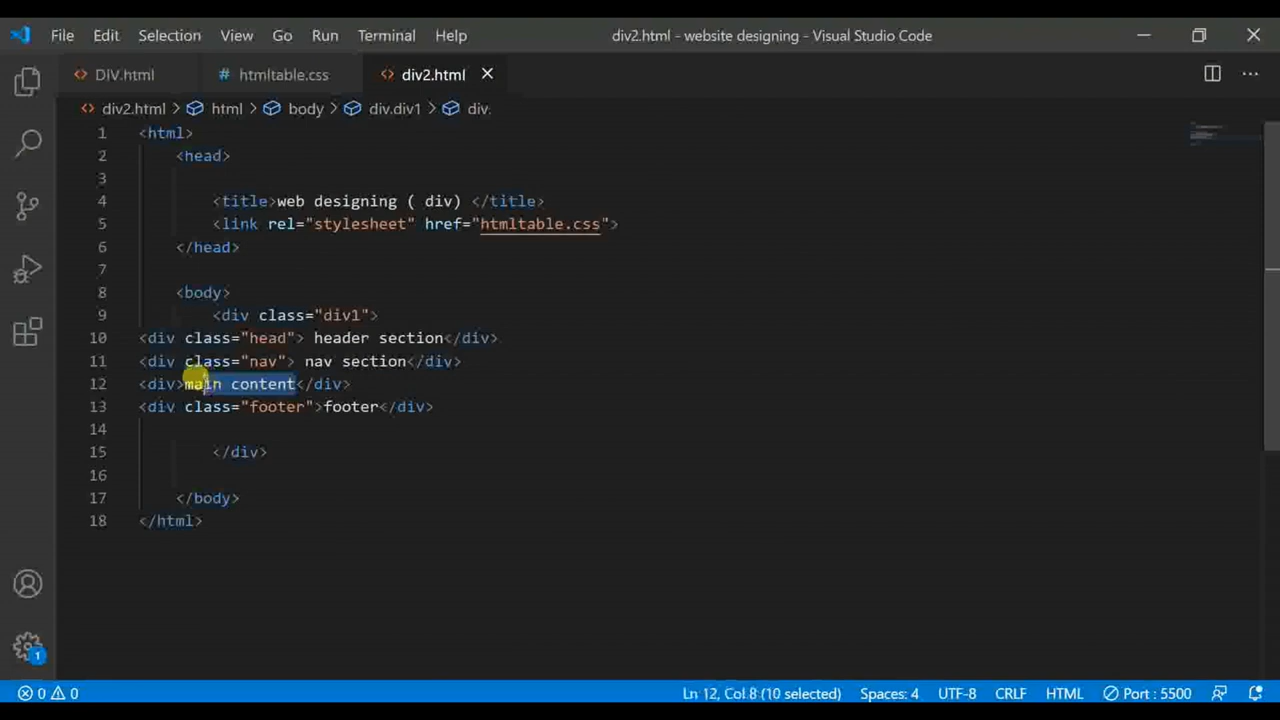 File Edit Selection View Go Run Terminal Help div2.html - website designing - Visual Studio Code
DIV.html # htmltable.css div2.html
div2.html > html > body > div.div1 > div.
1 <html>
2 <head>
3
4 <title>web designing ( div) </title>
5 <link rel="stylesheet" href="htmltable.css">
6 </head>
7
8 <body>
9 <div class="div1">
10 <div class="head"> header section</div>
11 <div class="nav"> nav section</div>
12 <div>main content</div>
13 <div class="footer">footer</div>
14
15 </div>
16
17 </body>
18 </html>
1
0 0 Ln 12, Col 8 (10 selected) Spaces: 4 UTF-8 CRLF HTML Port : 5500